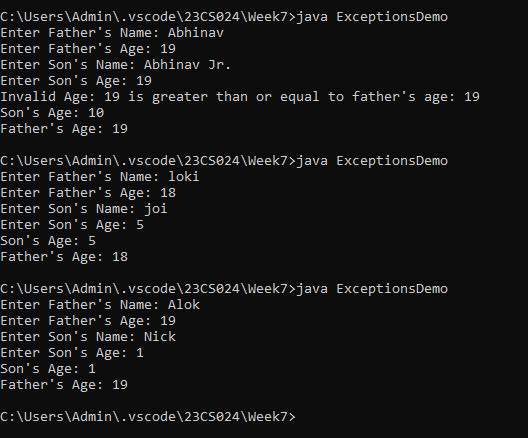 C:\Users\Admin\.vscode\23CS024\Week7>java ExceptionsDemo
Enter Father's Name: Abhinav
Enter Father's Age: 19
Enter Son's Name: Abhinav Jr.
Enter Son's Age: 19
Invalid Age: 19 is greater than or equal to father's age: 19
Son's Age: 10
Father's Age: 19
C:\Users\Admin\.vscode\23CS024\Week7>java ExceptionsDemo
Enter Father's Name: loki
Enter Father's Age: 18
Enter Son's Name: joi
Enter Son's Age: 5
Son's Age: 5
Father's Age: 18
C:\Users\Admin\.vscode\23CS024\Week7>java ExceptionsDemo
Enter Father's Name: Alok
Enter Father's Age: 19
Enter Son's Name: Nick
Enter Son's Age: 1
Son's Age: 1
Father's Age: 19
C:\Users\Admin\.vscode\23CS024\Week7>